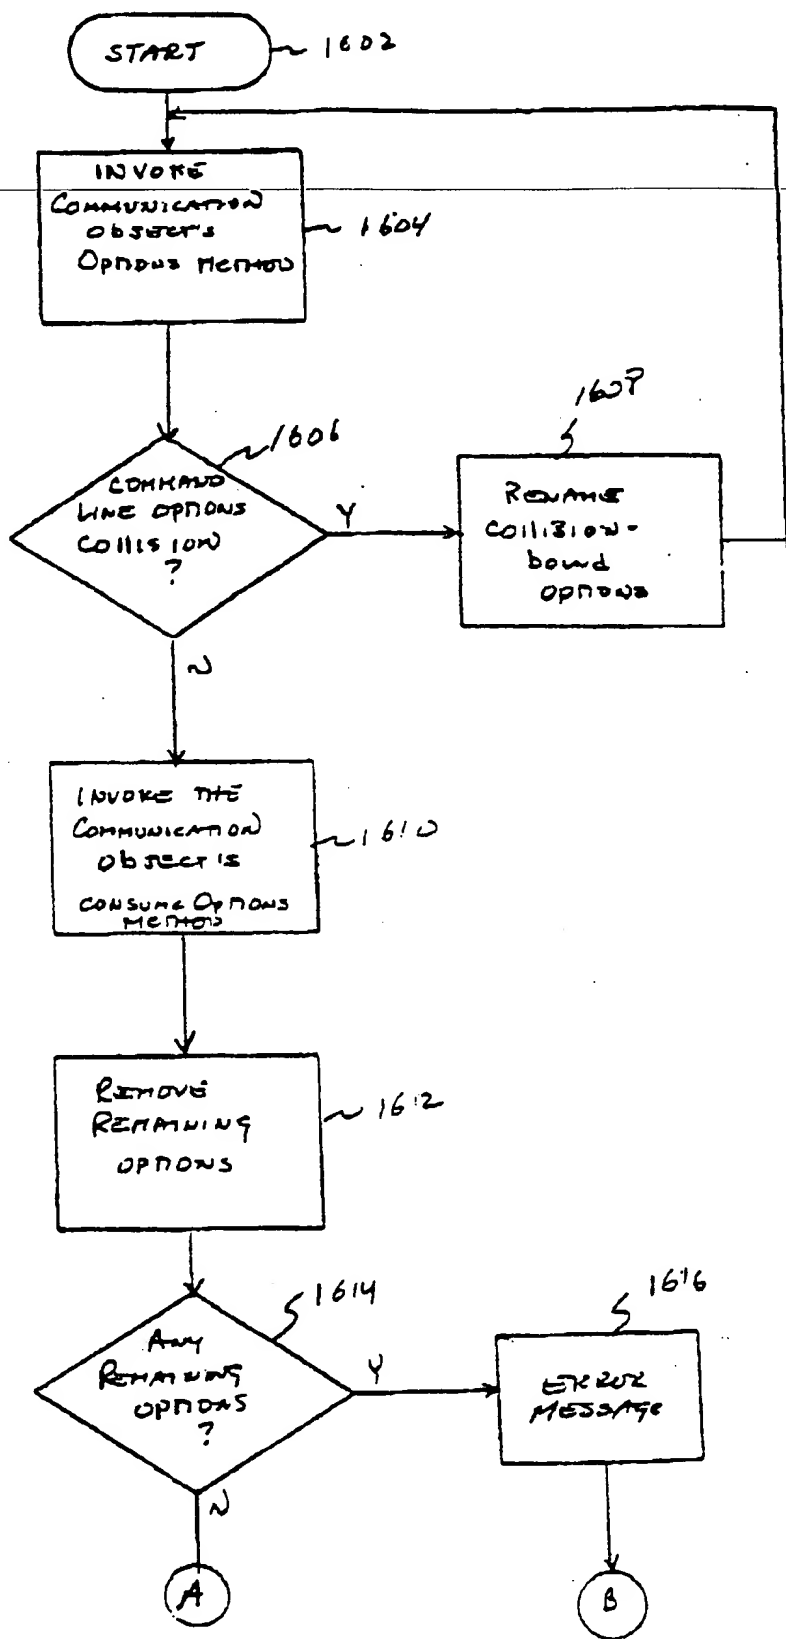 START
1602
INVOKE
COMMUNICATION
OBJECT'S
OPTIONS METHOD
1604
1606
COMMAND
LINE OPTIONS
COLLISION
?
Y
N
1608
RENAME
COLLISION-
bound
OPTIONS
INVOKE THE
COMMUNICATION
OBJECT'S
CONSUME OPTIONS
METHOD
1610
REMOVE
REMAINING
OPTIONS
1612
1614
ANY
REMAINING
OPTIONS
?
Y
N
1616
ERROR
MESSAGE
A
B